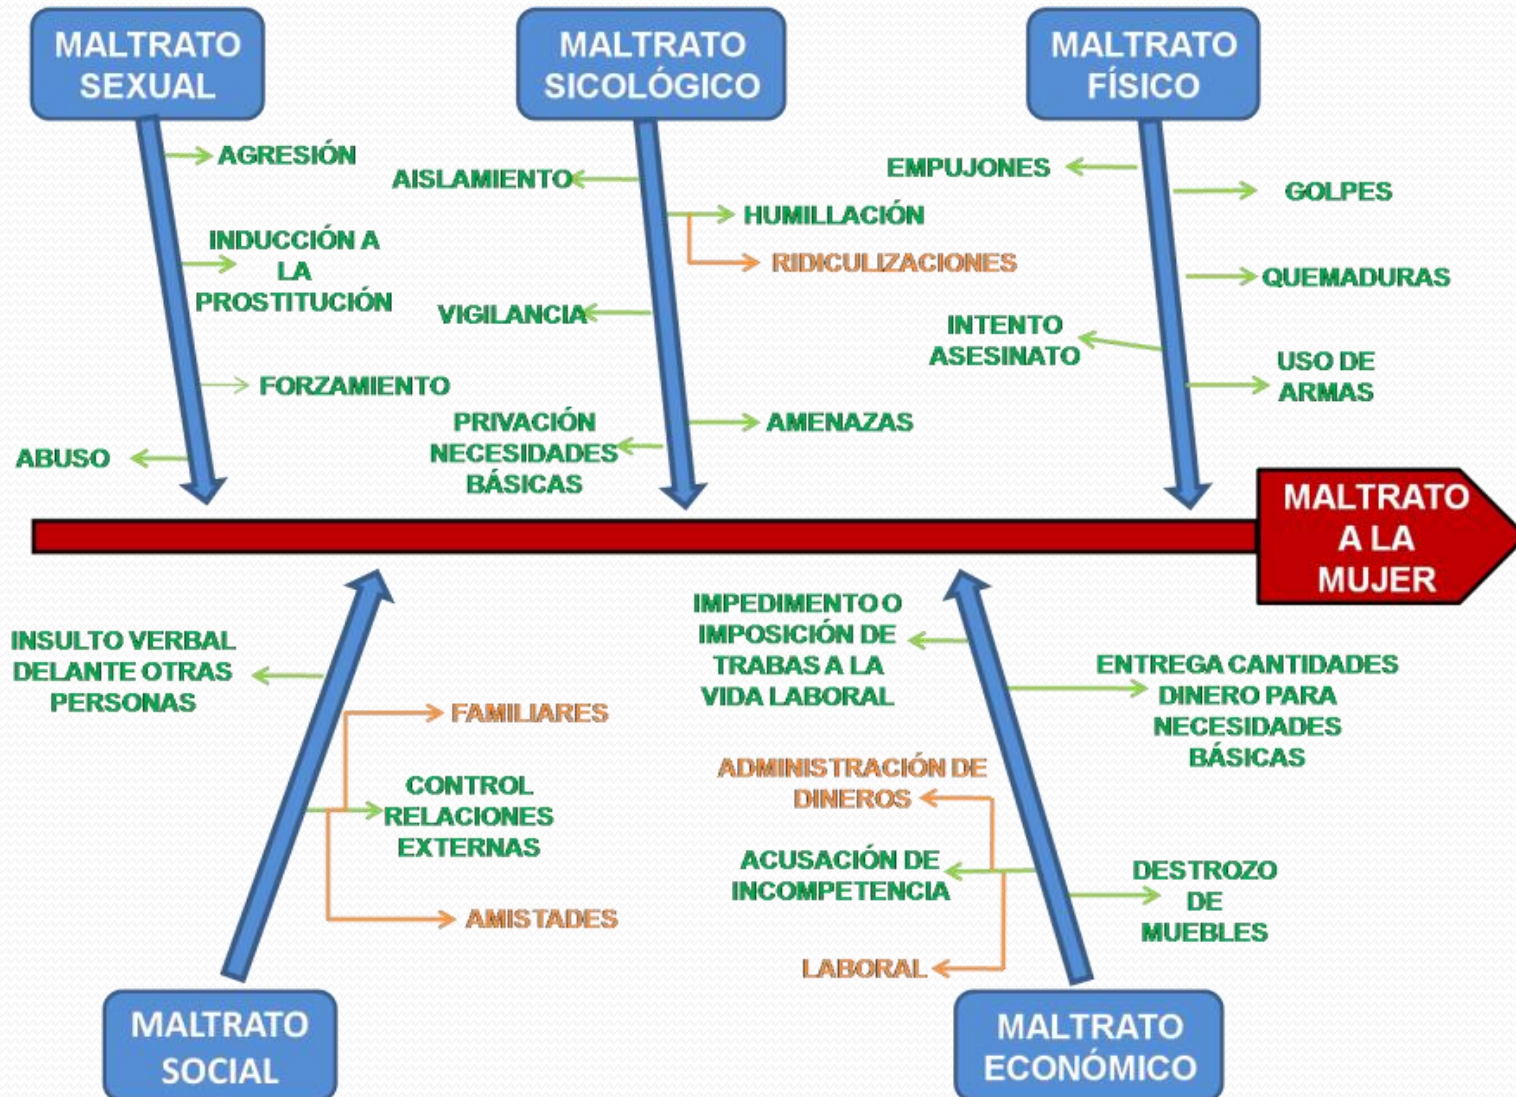 MALTRATO
SEXUAL
MALTRATO
SICOLÓGICO
MALTRATO
FÍSICO
AGRESIÓN
INDUCCIÓN A
LA
PROSTITUCIÓN
FORZAMIENTO
ABUSO
AISLAMIENTO
HUMILLACIÓN
RIDICULIZACIONES
VIGILANCIA
AMENAZAS
PRIVACIÓN
NECESIDADES
BÁSICAS
EMPUJONES
GOLPES
QUEMADURAS
INTENTO
ASESINATO
USO DE
ARMAS
MALTRATO
A LA
MUJER
INSULTO VERBAL
DELANTE OTRAS
PERSONAS
FAMILIARES
CONTROL
RELACIONES
EXTERNAS
AMISTADES
IMPEDIMENTO O
IMPOSICIÓN DE
TRABAS A LA
VIDA LABORAL
ENTREGA CANTIDADES
DINERO PARA
NECESIDADES
BÁSICAS
ADMINISTRACIÓN DE
DINEROS
ACUSACIÓN DE
INCOMPETENCIA
LABORAL
DESTROZO
DE
MUEBLES
MALTRATO
SOCIAL
MALTRATO
ECONÓMICO